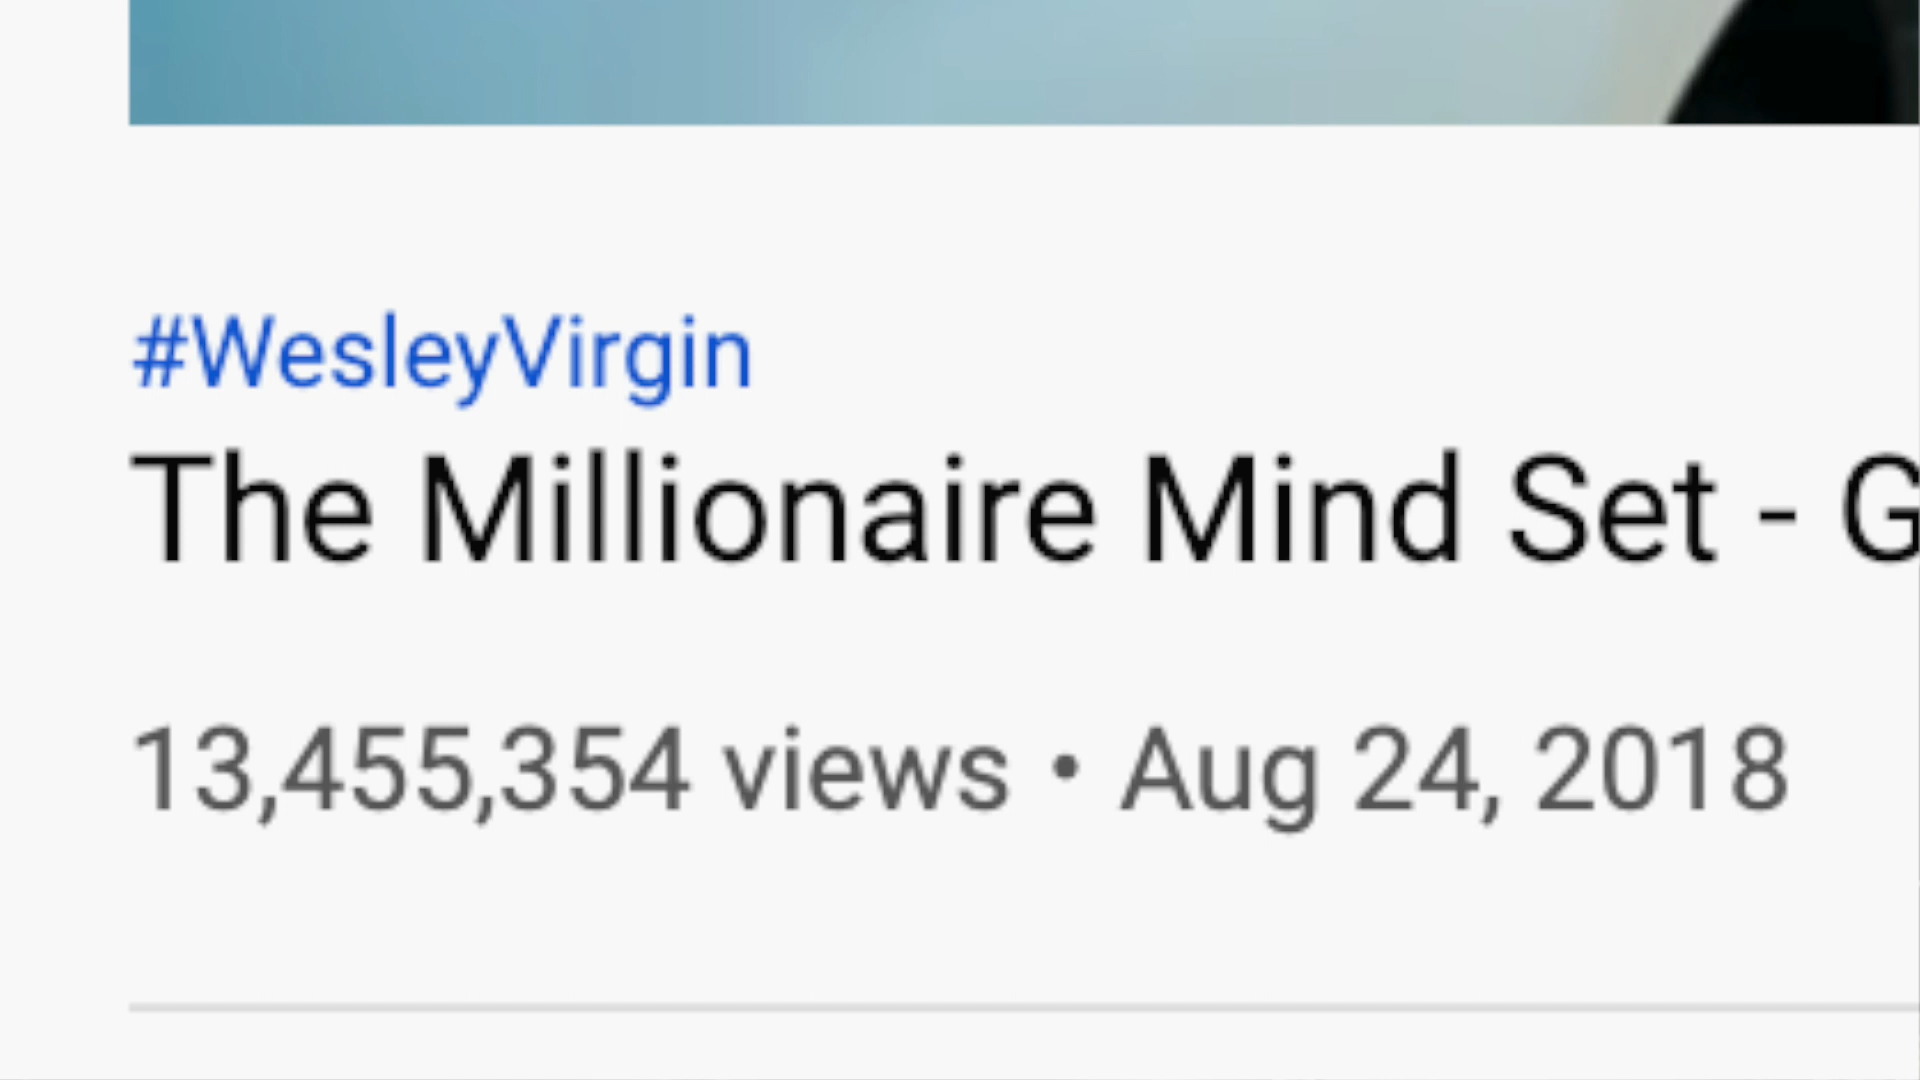 #WesleyVirgin
The Millionaire Mind Set - G
13,455,354 views • Aug 24, 2018